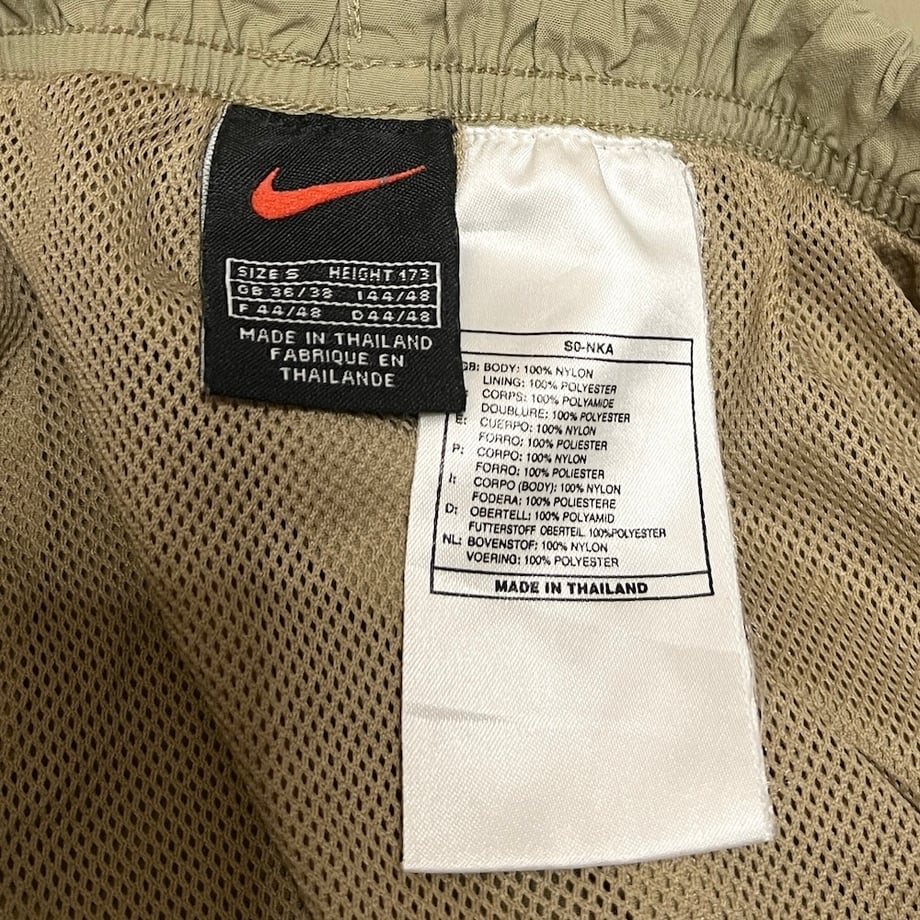 SIZE S HEIGHT 173
GB 36/38 I 44/48
F 44/48 D 44/48
MADE IN THAILAND
FABRIQUE EN
THAILANDE
S0-NKA
GB: BODY: 100% NYLON
LINING: 100% POLYESTER
CORPS: 100% POLYAMIDE
DOUBLURE: 100% POLYESTER
E: CUERPO: 100% NYLON
FORRO: 100% POLIESTER
P: CORPO: 100% NYLON
FORRO: 100% POLIESTER
I: CORPO (BODY): 100% NYLON
FODERA: 100% POLIESTERE
D: OBERTELL: 100% POLYAMID
FUTTERSTOFF OBERTEIL. 100%POLYESTER
NL: BOVENSTOF: 100% NYLON
VOERING: 100% POLYESTER
MADE IN THAILAND